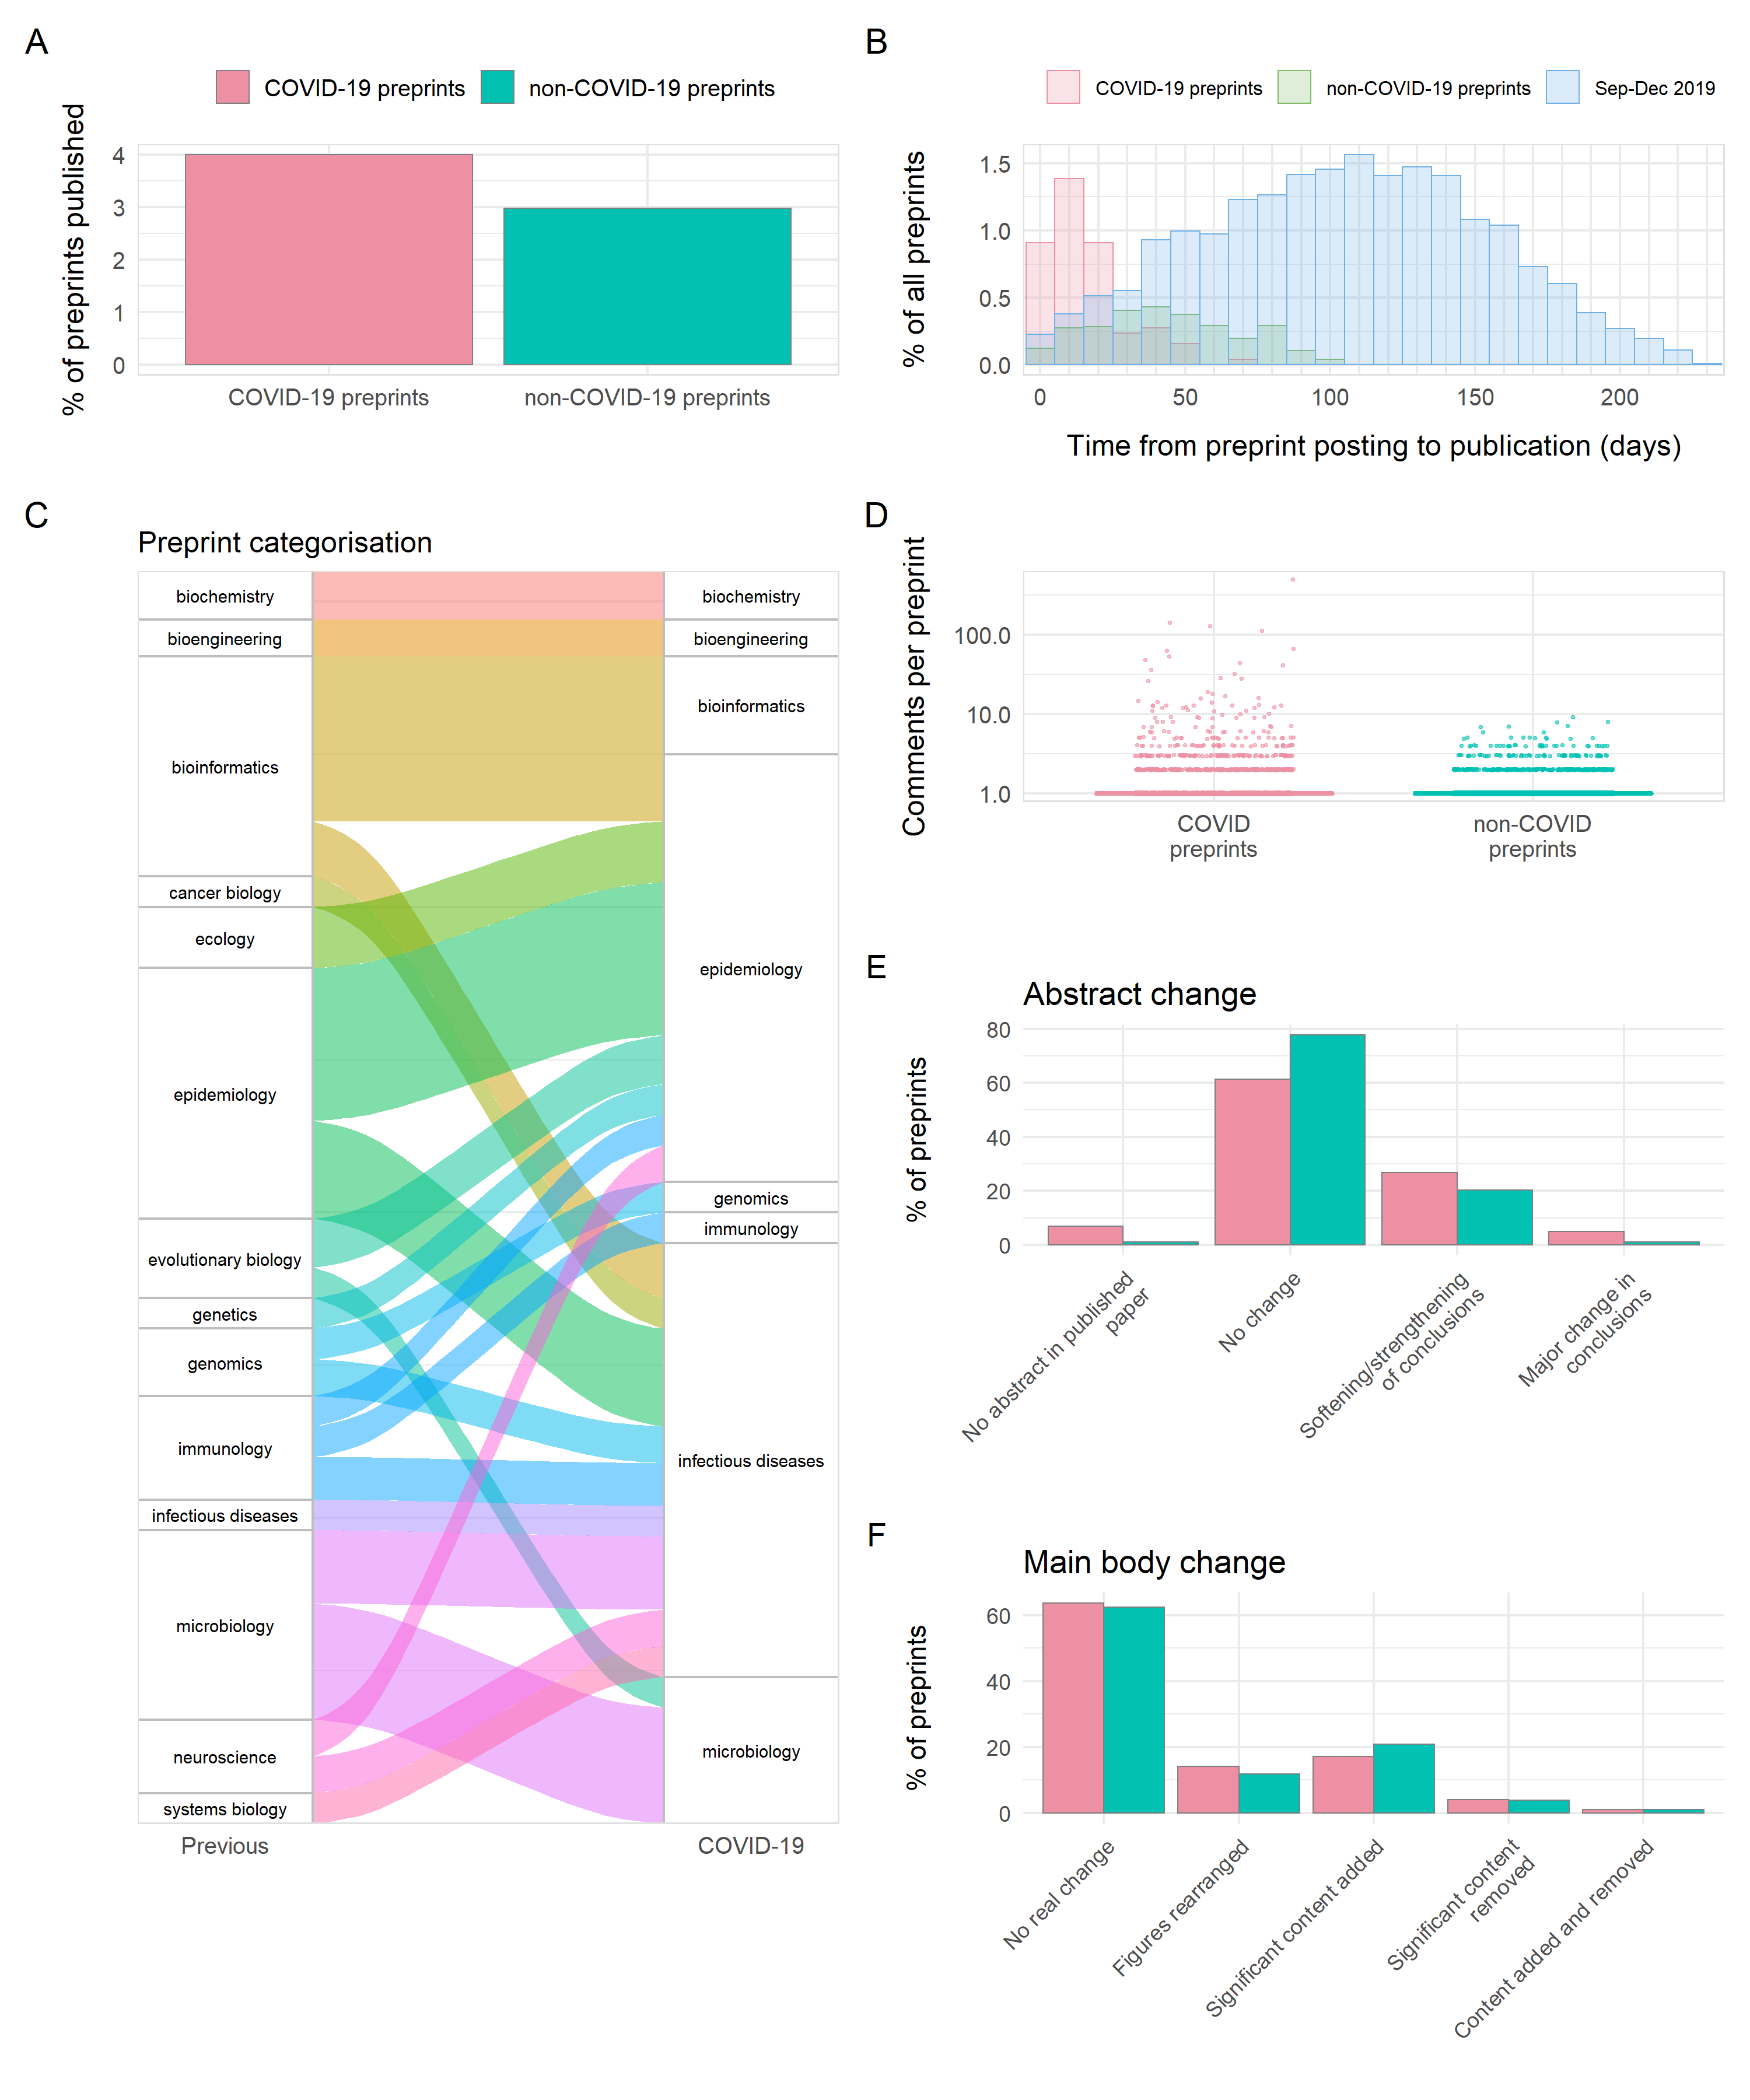 A
COVID-19 preprints
non-COVID-19 preprints
% of preprints published
4
3
2
1
0
COVID-19 preprints
non-COVID-19 preprints
B
COVID-19 preprints
non-COVID-19 preprints
Sep-Dec 2019
% of all preprints
1.5
1.0
0.5
0.0
0
50
100
150
200
Time from preprint posting to publication (days)
C
Preprint categorisation
biochemistry
bioengineering
bioinformatics
cancer biology
ecology
epidemiology
evolutionary biology
genetics
genomics
immunology
infectious diseases
microbiology
neuroscience
systems biology
biochemistry
bioengineering
bioinformatics
epidemiology
genomics
immunology
infectious diseases
microbiology
Previous
COVID-19
D
Comments per preprint
100.0
10.0
1.0
COVID
preprints
non-COVID
preprints
E
Abstract change
% of preprints
80
60
40
20
0
No abstract in published
paper
No change
Softening/strengthening
of conclusions
Major change in
conclusions
F
Main body change
% of preprints
60
40
20
0
No real change
Figures rearranged
Significant content added
Significant content
removed
Content added and removed